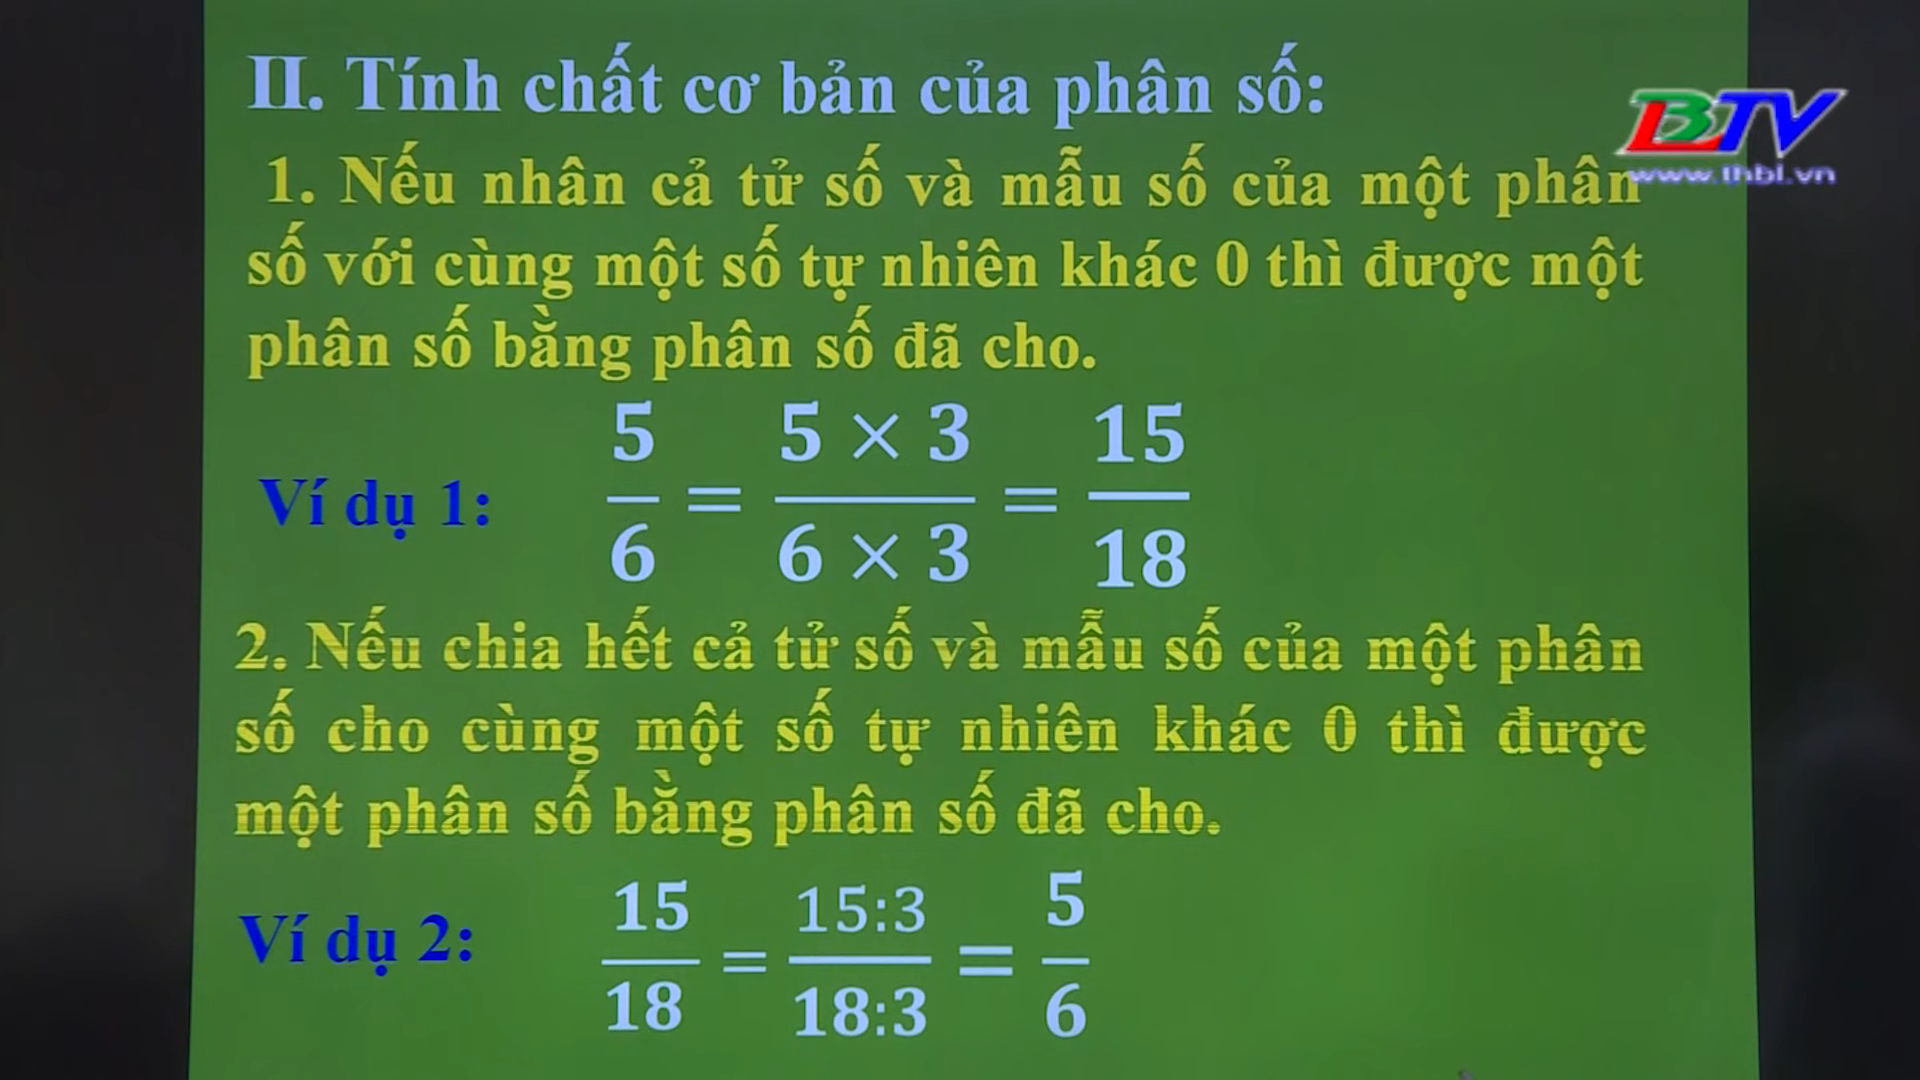 II. Tính chất cơ bản của phân số:
BTV
www.thbl.vn
1. Nếu nhân cả tử số và mẫu số của một phân
số với cùng một số tự nhiên khác 0 thì được một
phân số bằng phân số đã cho.
Ví dụ 1: 5/6 = 5 × 3/6 × 3 = 15/18
2. Nếu chia hết cả tử số và mẫu số của một phân
số cho cùng một số tự nhiên khác 0 thì được
một phân số bằng phân số đã cho.
Ví dụ 2: 15/18 = 15:3/18:3 = 5/6